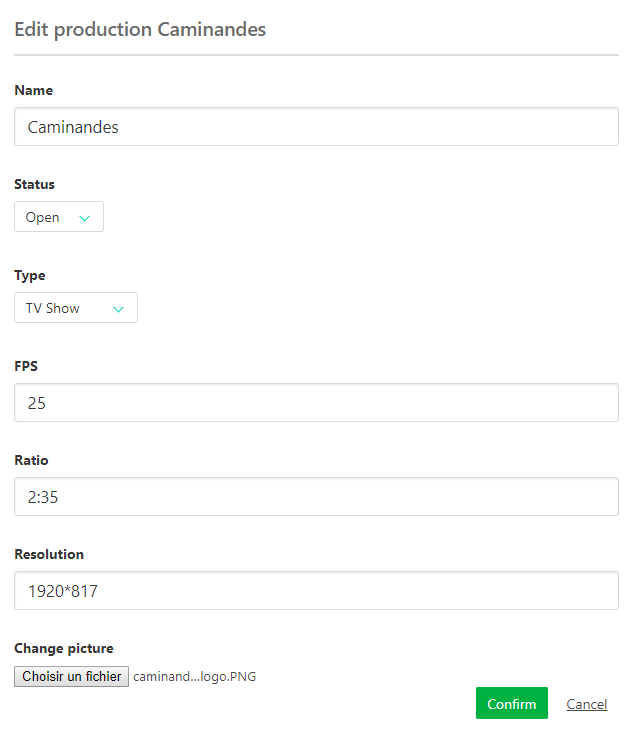 Edit production Caminandes
Name
Caminandes
Status
Open
Type
TV Show
FPS
25
Ratio
2:35
Resolution
1920*817
Change picture
Choisir un fichier caminand...logo.PNG
Confirm Cancel